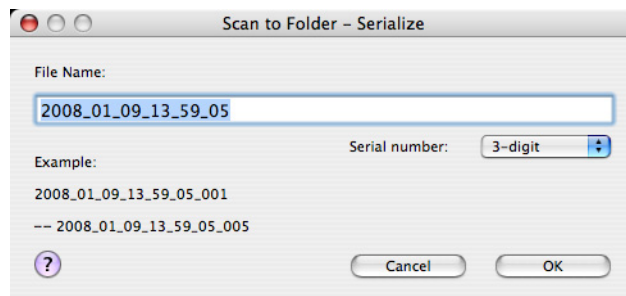 Scan to Folder – Serialize
File Name:
2008_01_09_13_59_05
Serial number: 3-digit
Example:
2008_01_09_13_59_05_001
-- 2008_01_09_13_59_05_005
? Cancel OK